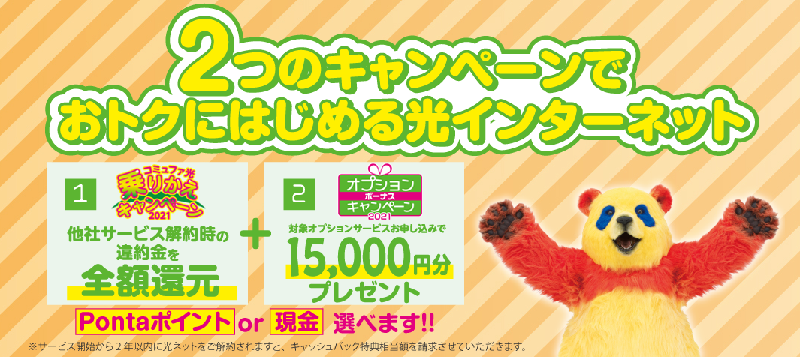 2つのキャンペーンで
おトクにはじめる光インターネット
1
コミュファ光
乗りかえ
キャンペーン
2021
他社サービス解約時の
違約金を
全額還元
+
2
オプション
ボーナス
キャンペーン
2021
対象オプションサービスお申し込みで
15,000円分
プレゼント
Pontaポイント or 現金 選べます!!
※サービス開始から2年以内に光ネットをご解約されますと、キャッシュバック特典相当額を請求させていただきます。